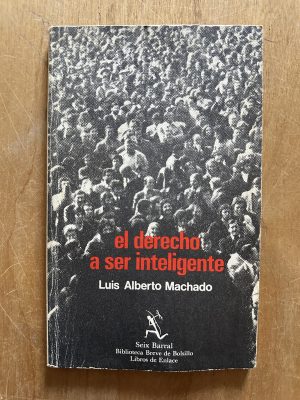 el derecho
a ser inteligente
Luis Alberto Machado
Seix Barral
Biblioteca Breve de Bolsillo
Libros de Enlace